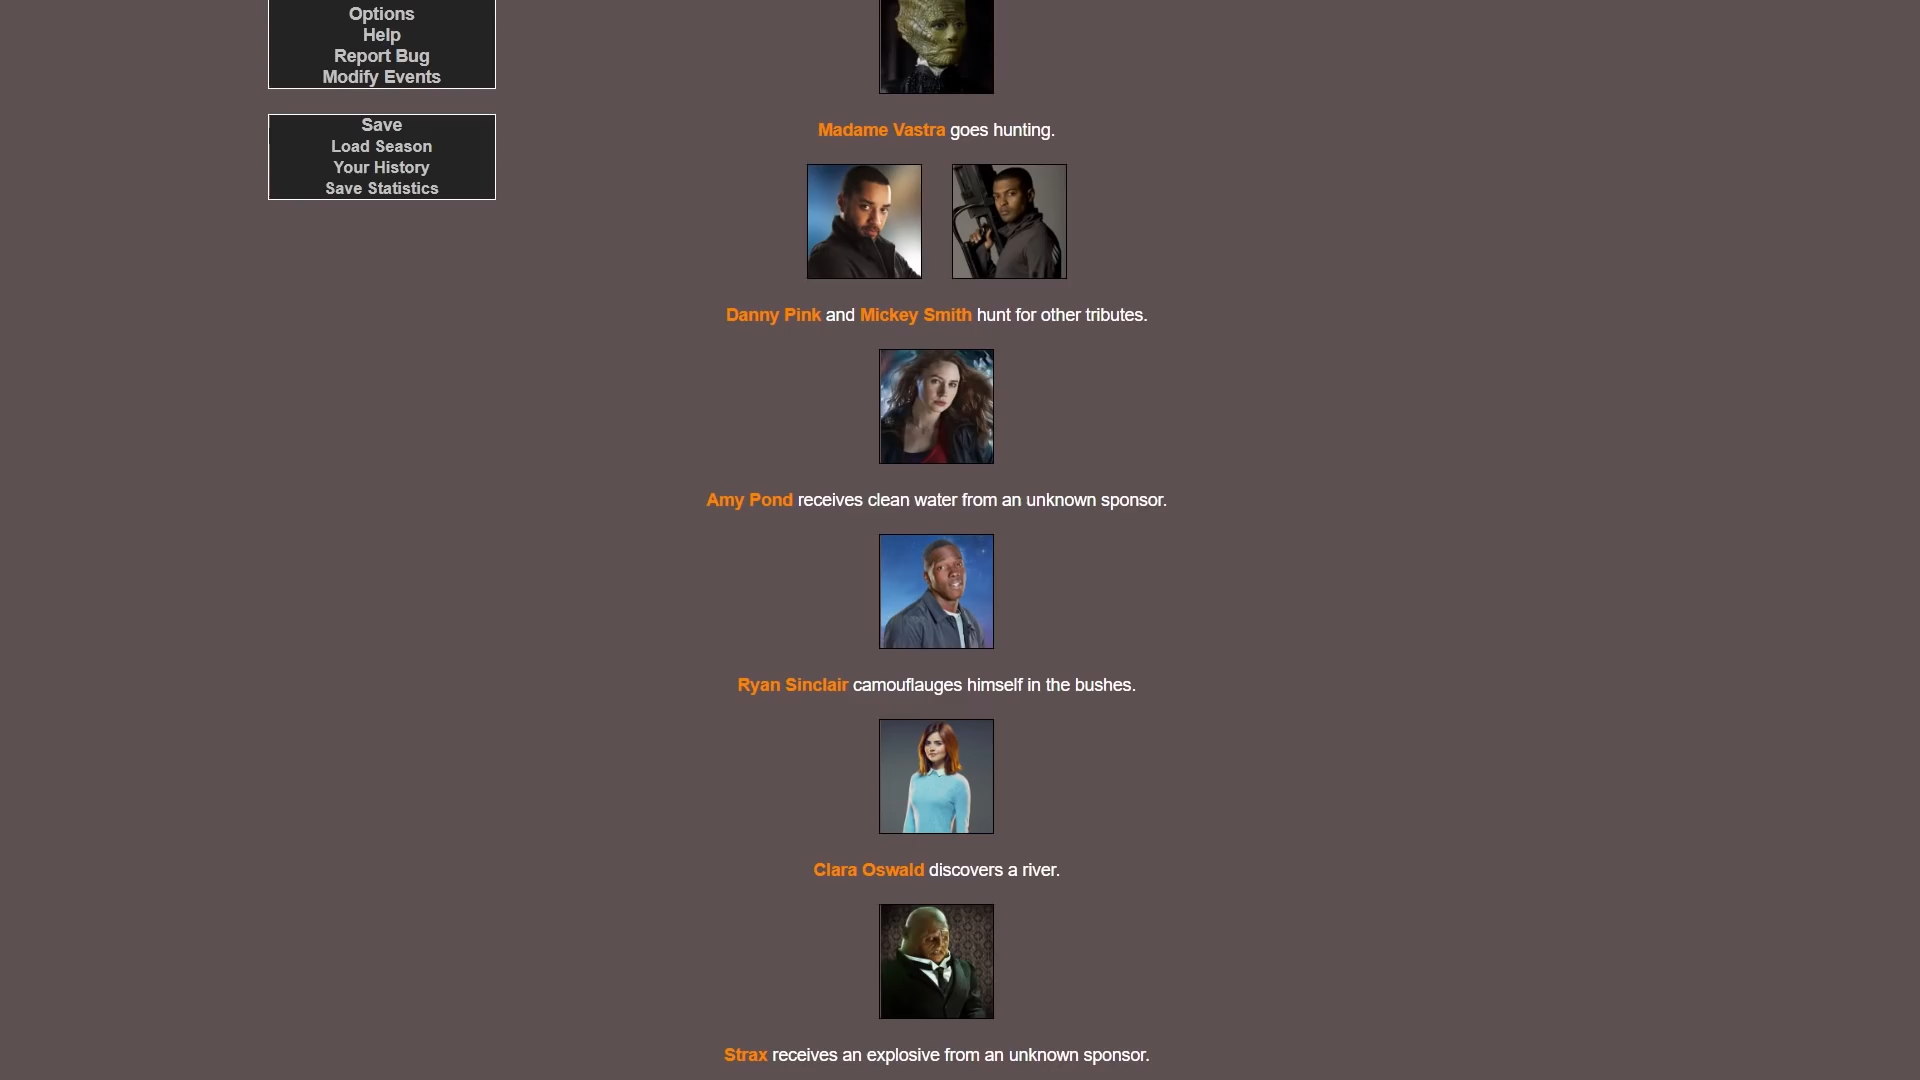 Options
Help
Report Bug
Modify Events
Save
Load Season
Your History
Save Statistics
Madame Vastra goes hunting.
Danny Pink and Mickey Smith hunt for other tributes.
Amy Pond receives clean water from an unknown sponsor.
Ryan Sinclair camouflauges himself in the bushes.
Clara Oswald discovers a river.
Strax receives an explosive from an unknown sponsor.